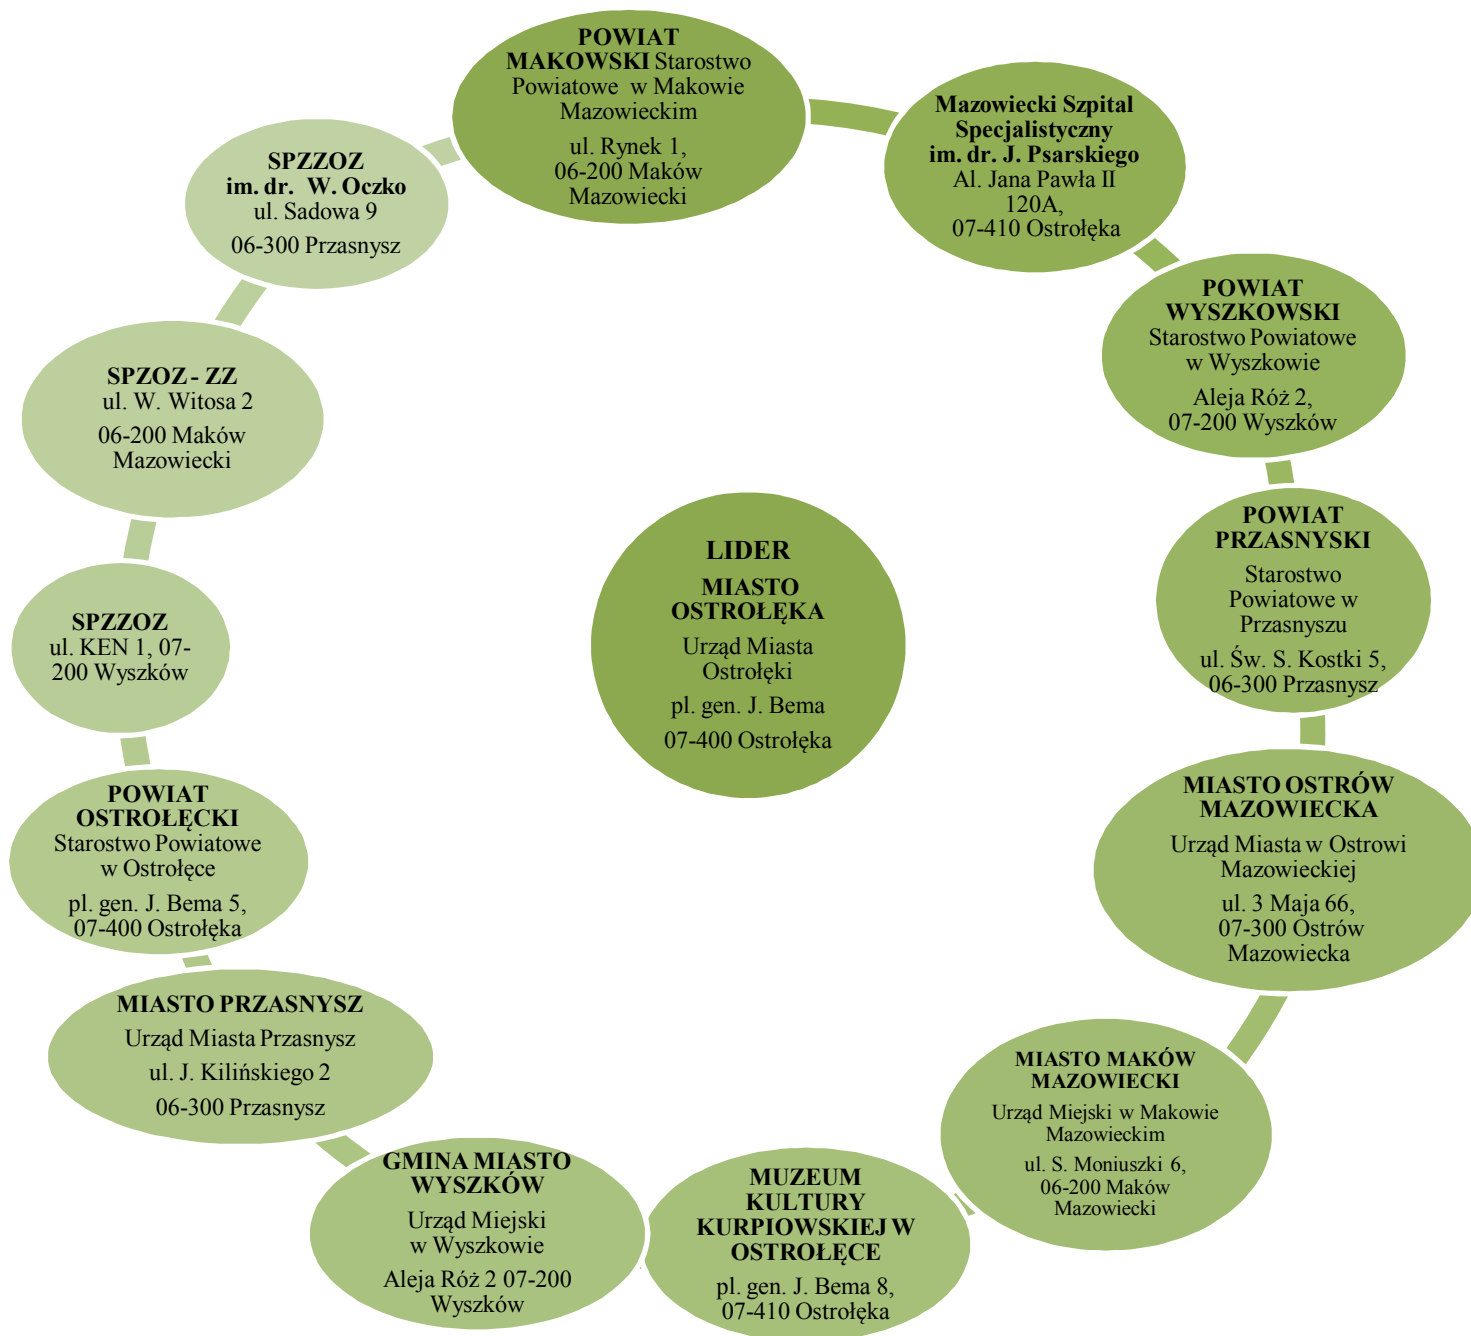 POWIAT
MAKOWSKI Starostwo
Powiatowe w Makowie
Mazowieckim
ul. Rynek 1,
06-200 Maków
Mazowiecki
Mazowiecki Szpital
Specjalistyczny
im. dr. J. Psarskiego
Al. Jana Pawła II
120A,
07-410 Ostrołęka
POWIAT
WYSZKOWSKI
Starostwo Powiatowe
w Wyszkowie
Aleja Róż 2,
07-200 Wyszków
POWIAT
PRZASNYSKI
Starostwo
Powiatowe w
Przasnyszu
ul. Św. S. Kostki 5,
06-300 Przasnysz
MIASTO OSTRÓW
MAZOWIECKA
Urząd Miasta w Ostrowi
Mazowieckiej
ul. 3 Maja 66,
07-300 Ostrów
Mazowiecka
MIASTO MAKÓW
MAZOWIECKI
Urząd Miejski w Makowie
Mazowieckim
ul. S. Moniuszki 6,
06-200 Maków
Mazowiecki
MUZEUM
KULTURY
KURPIOWSKIEJ W
OSTROŁĘCE
pl. gen. J. Bema 8,
07-410 Ostrołęka
GMINA MIASTO
WYSZKÓW
Urząd Miejski
w Wyszkowie
Aleja Róż 2 07-200
Wyszków
MIASTO PRZASNYSZ
Urząd Miasta Przasnysz
ul. J. Kilińskiego 2
06-300 Przasnysz
POWIAT
OSTROŁĘCKI
Starostwo Powiatowe
w Ostrołęce
pl. gen. J. Bema 5,
07-400 Ostrołęka
SPZZOZ
ul. KEN 1, 07-
200 Wyszków
SPZOZ - ZZ
ul. W. Witosa 2
06-200 Maków
Mazowiecki
SPZZOZ
im. dr. W. Oczko
ul. Sadowa 9
06-300 Przasnysz
LIDER
MIASTO
OSTROŁĘKA
Urząd Miasta
Ostrołęki
pl. gen. J. Bema
07-400 Ostrołęka